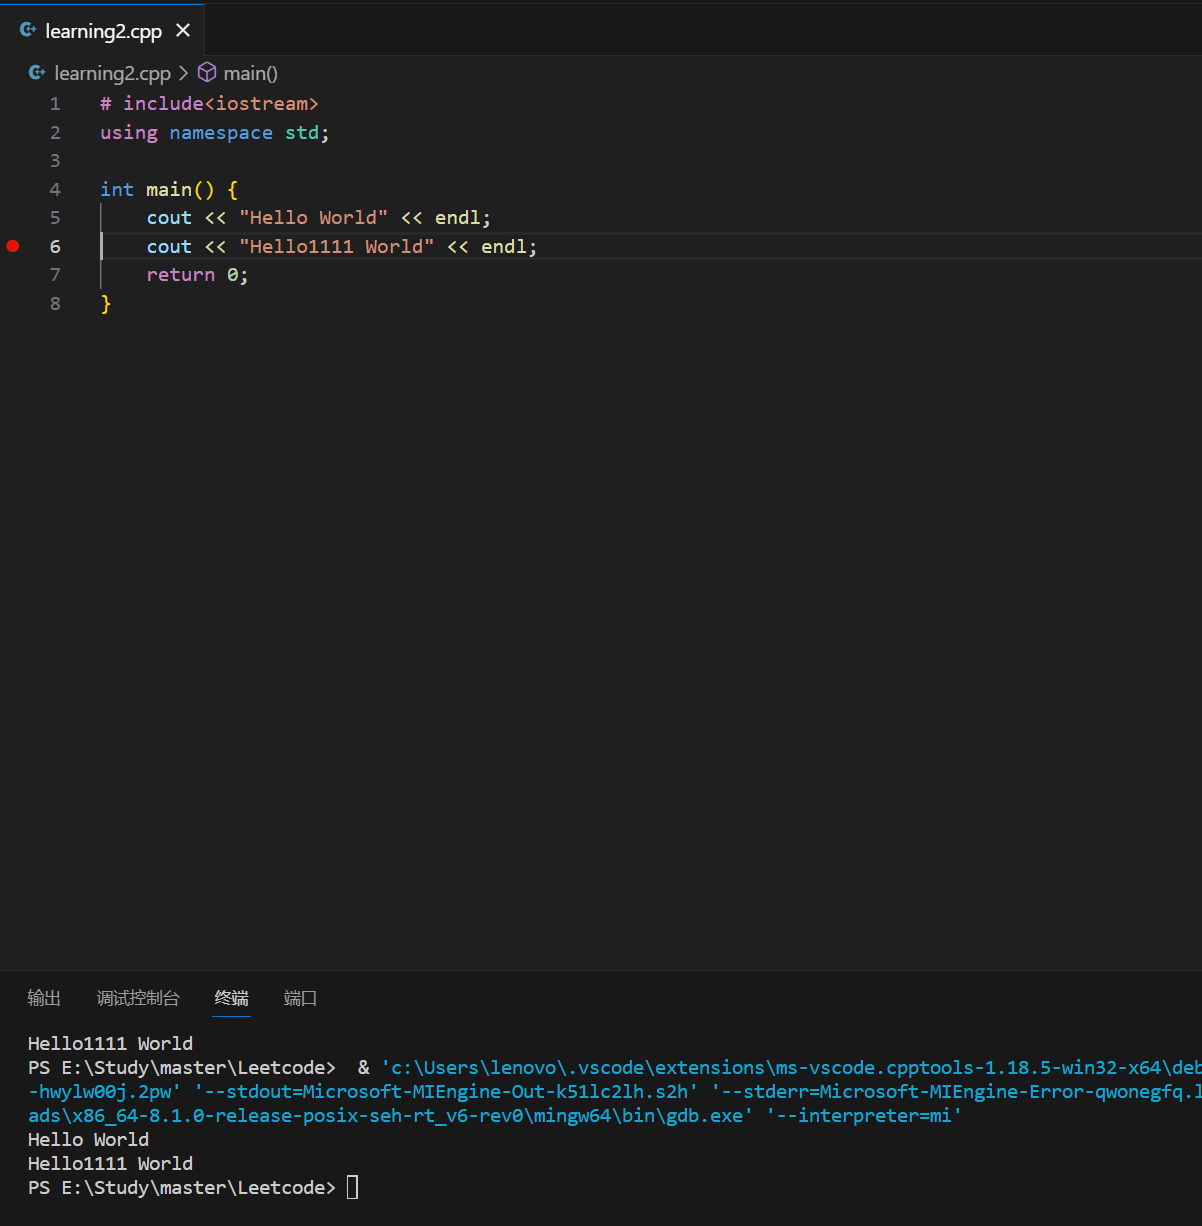 learning2.cpp
learning2.cpp > main()
1 # include<iostream>
2 using namespace std;
3
4 int main() {
5 cout << "Hello World" << endl;
6 cout << "Hello1111 World" << endl;
7 return 0;
8 }
输出 调试控制台 终端 端口
Hello1111 World
PS E:\Study\master\Leetcode> & 'c:\Users\lenovo\.vscode\extensions\ms-vscode.cpptools-1.18.5-win32-x64\deb
-hwylw00j.2pw' '--stdout=Microsoft-MIEngine-Out-k51lc2lh.s2h' '--stderr=Microsoft-MIEngine-Error-qwonegfq.l
ads\x86_64-8.1.0-release-posix-seh-rt_v6-rev0\mingw64\bin\gdb.exe' '--interpreter=mi'
Hello World
Hello1111 World
PS E:\Study\master\Leetcode>